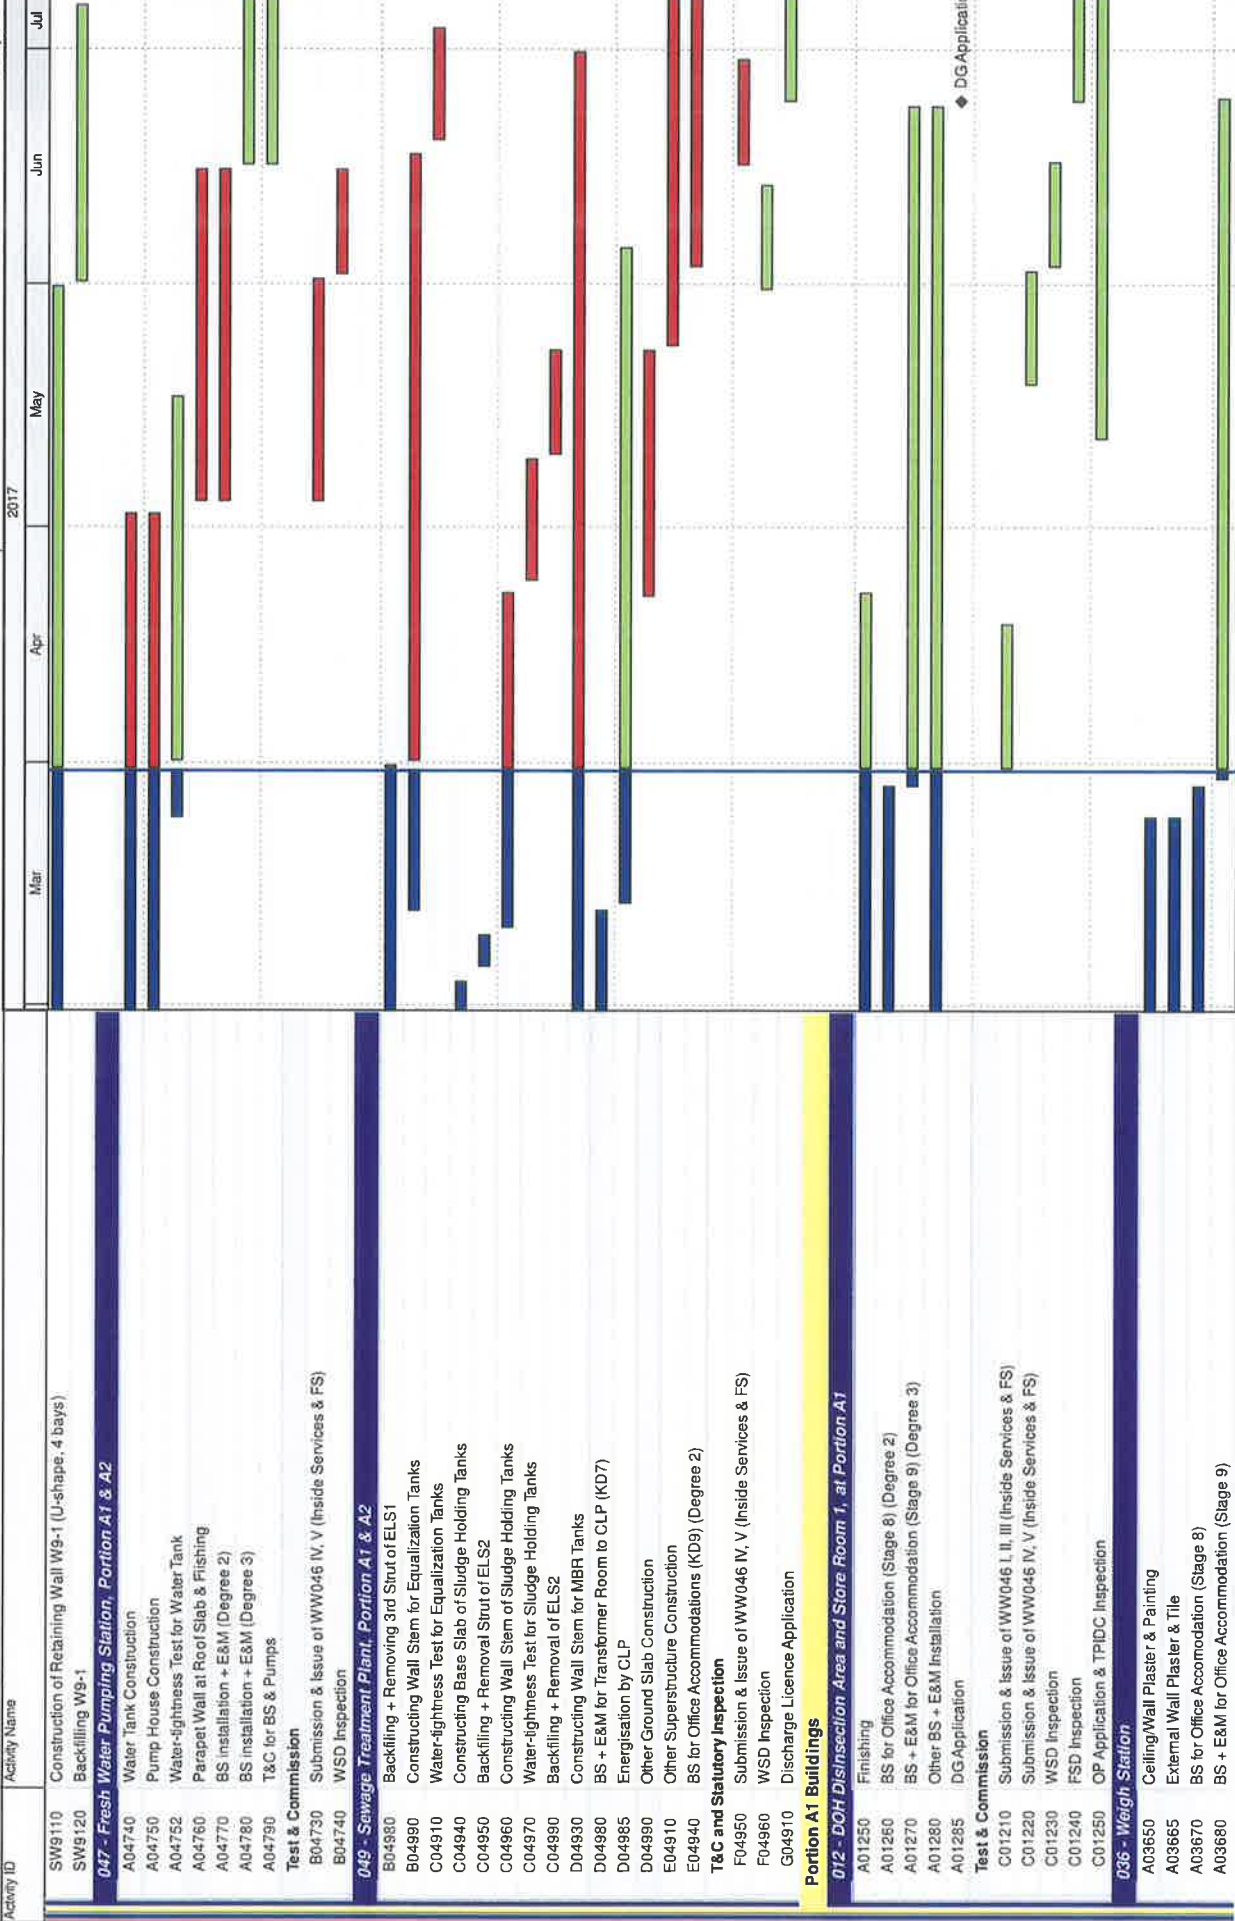 Activity ID Activity Name 2017
Mar Apr May Jun Jul
SW9110 Construction of Retaining Wall W9-1 (U-shape, 4 bays)
SW9120 Backfilling W9-1
047 - Fresh Water Pumping Station, Portion A1 & A2
A04740 Water Tank Construction
A04750 Pump House Construction
A04752 Water-tightness Test for Water Tank
A04760 Parapet Wall at Roof Slab & Fiishing
A04770 BS installation + E&M (Degree 2)
A04780 BS installation + E&M (Degree 3)
A04790 T&C for BS & Pumps
Test & Commission
B04730 Submission & Issue of WW046 IV, V (Inside Services & FS)
B04740 WSD Inspection
049 - Sewage Treatment Plant, Portion A1 & A2
B04980 Backfiling + Removing 3rd Strut of ELS1
B04990 Constructing Wall Stem for Equalization Tanks
C04910 Water-tightness Test for Equalization Tanks
C04940 Constructing Base Slab of Sludge Holding Tanks
C04950 Backfiling + Removal Strut of ELS2
C04960 Constructing Wall Stem of Sludge Holding Tanks
C04970 Water-tightness Test for Sludge Holding Tanks
C04990 Backfiling + Removal of ELS2
D04930 Constructing Wall Stem for MBR Tanks
D04980 BS + E&M for Transformer Room to CLP (KD7)
D04985 Energisation by CLP
D04990 Other Ground Slab Construction
E04910 Other Superstructure Construction
E04940 BS for Office Accommodations (KD9) (Degree 2)
T&C and Statutory Inspection
F04950 Submission & Issue of WW046 IV, V (Inside Services & FS)
F04960 WSD Inspection
G04910 Discharge Licence Application
Portion A1 Buildings
012 - DOH Disinsection Area and Store Room 1, at Portion A1
A01250 Finishing
A01260 BS for Office Accommodation (Stage 8) (Degree 2)
A01270 BS + E&M for Office Accommodation (Stage 9) (Degree 3)
A01280 Other BS + E&M Installation
A01285 DG Application DG Applicati
Test & Commission
C01210 Submission & Issue of WW046 I, II, III (Inside Services & FS)
C01220 Submission & Issue of WW046 IV, V (Inside Services & FS)
C01230 WSD Inspection
C01240 FSD Inspection
C01250 OP Application & TPIDC Inspection
036 - Weigh Station
A03650 Ceiling/Wall Plaster & Painting
A03665 External Wall Plaster & Tile
A03670 BS for Office Accomodation (Stage 8)
A03680 BS + E&M for Office Accommodation (Stage 9)